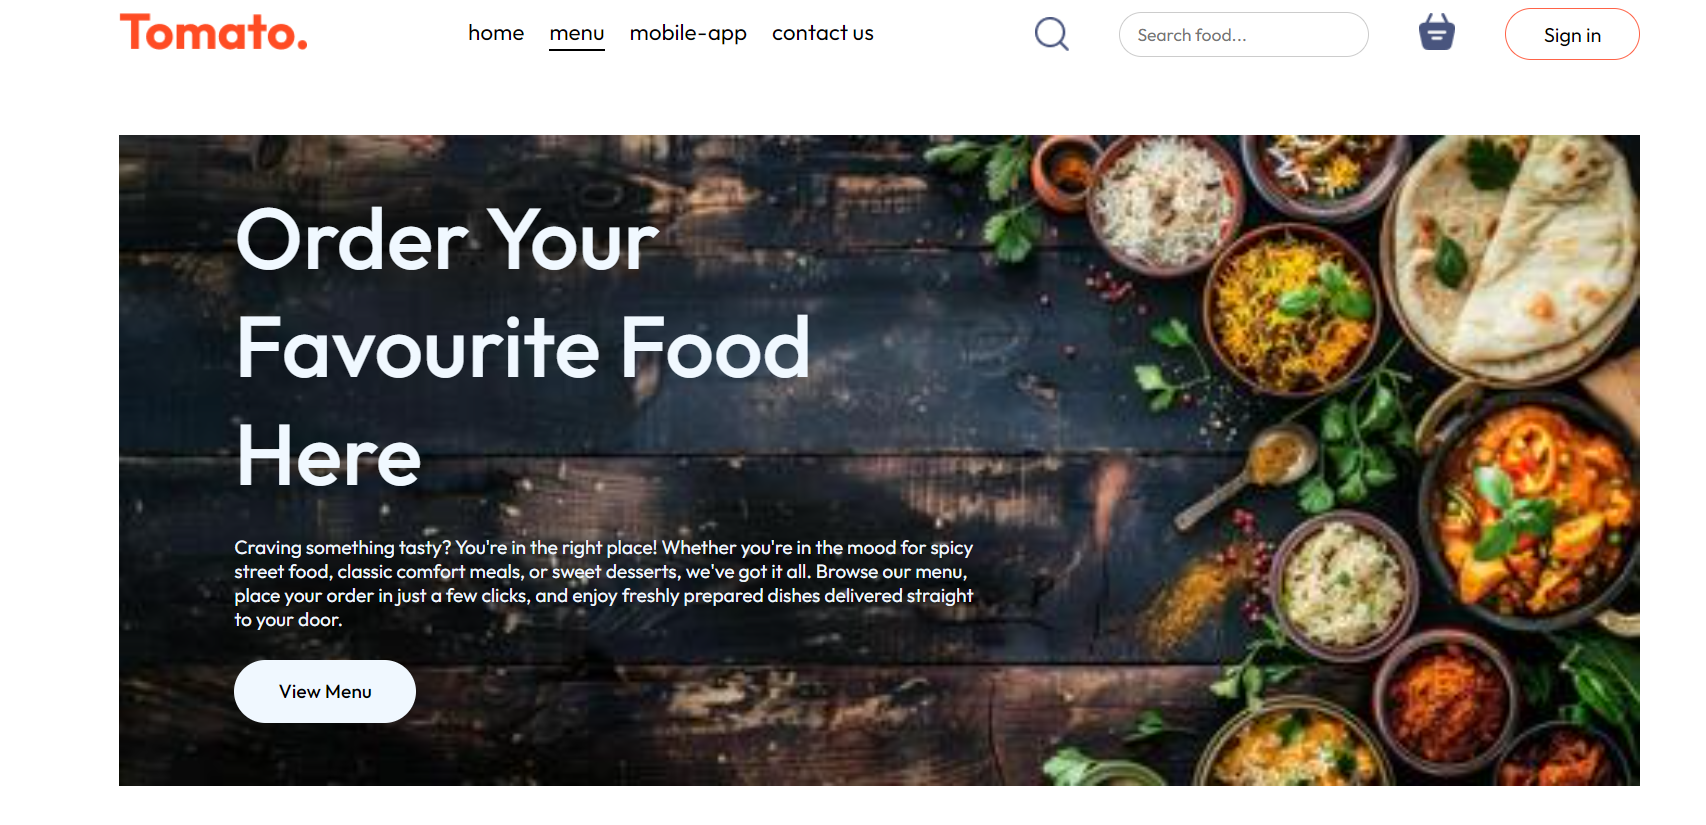 Tomato.
home menu mobile-app contact us
Search food...
Sign in
Order Your
Favourite Food
Here
Craving something tasty? You're in the right place! Whether you're in the mood for spicy
street food, classic comfort meals, or sweet desserts, we've got it all. Browse our menu,
place your order in just a few clicks, and enjoy freshly prepared dishes delivered straight
to your door.
View Menu